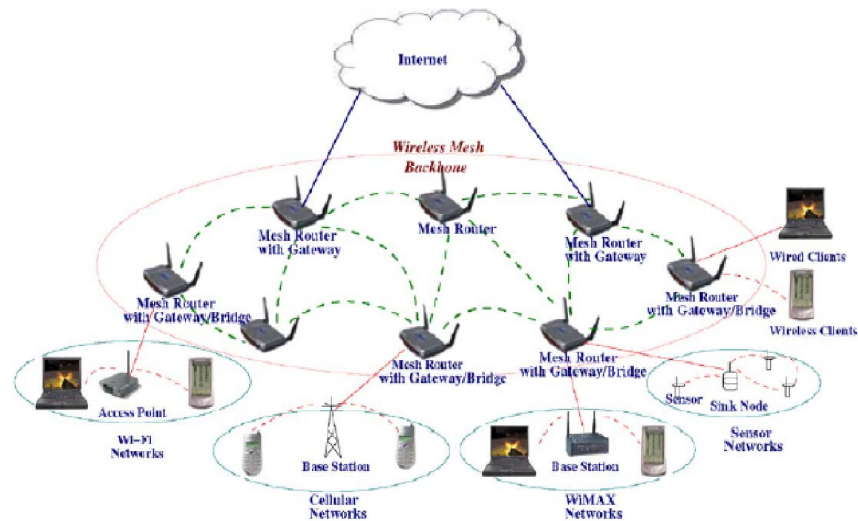 Internet
Wireless Mesh
Backbone
Mesh Router
with Gateway
Mesh Router
Mesh Router
with Gateway
Wired Clients
Mesh Router
with Gateway/Bridge
Mesh Router
with Gateway/Bridge
Wireless Clients
Mesh Router
with Gateway/Bridge
Mesh Router
with Gateway/Bridge
Access Point
Wi-Fi
Networks
Sensor
Sink Node
Sensor
Networks
Base Station
Cellular
Networks
Base Station
WiMAX
Networks